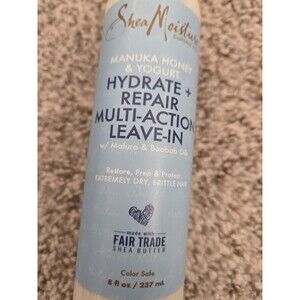 SheaMoisture
MANUKA HONEY
& YOGURT
HYDRATE +
REPAIR
MULTI-ACTION
LEAVE-IN
w/ Mafura & Baobab Oils
Restore, Prep & Protect
EXTREMELY DRY, BRITTLE HAIR
made with
FAIR TRADE
SHEA BUTTER
Color Safe
8 fl oz / 237 mL